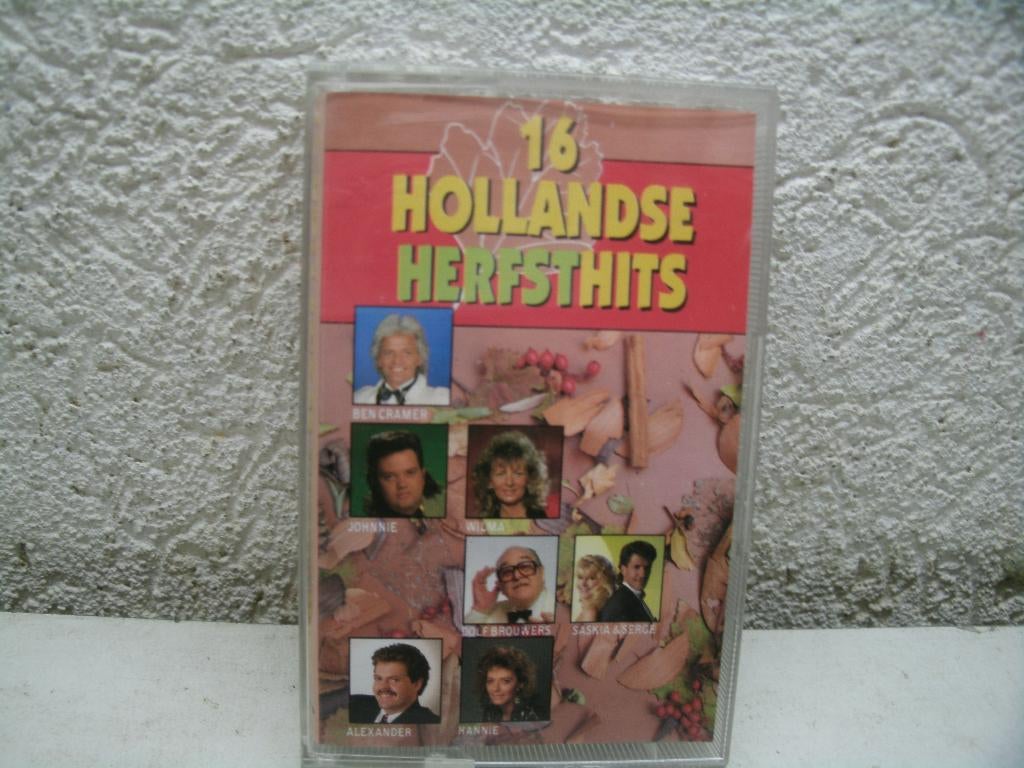 16
HOLLANDSE
HERFSTHITS
BEN CRAMER
JOHNNIE
WILMA
DOLF BROUWERS
SASKIA & SERGE
ALEXANDER
HANNIE